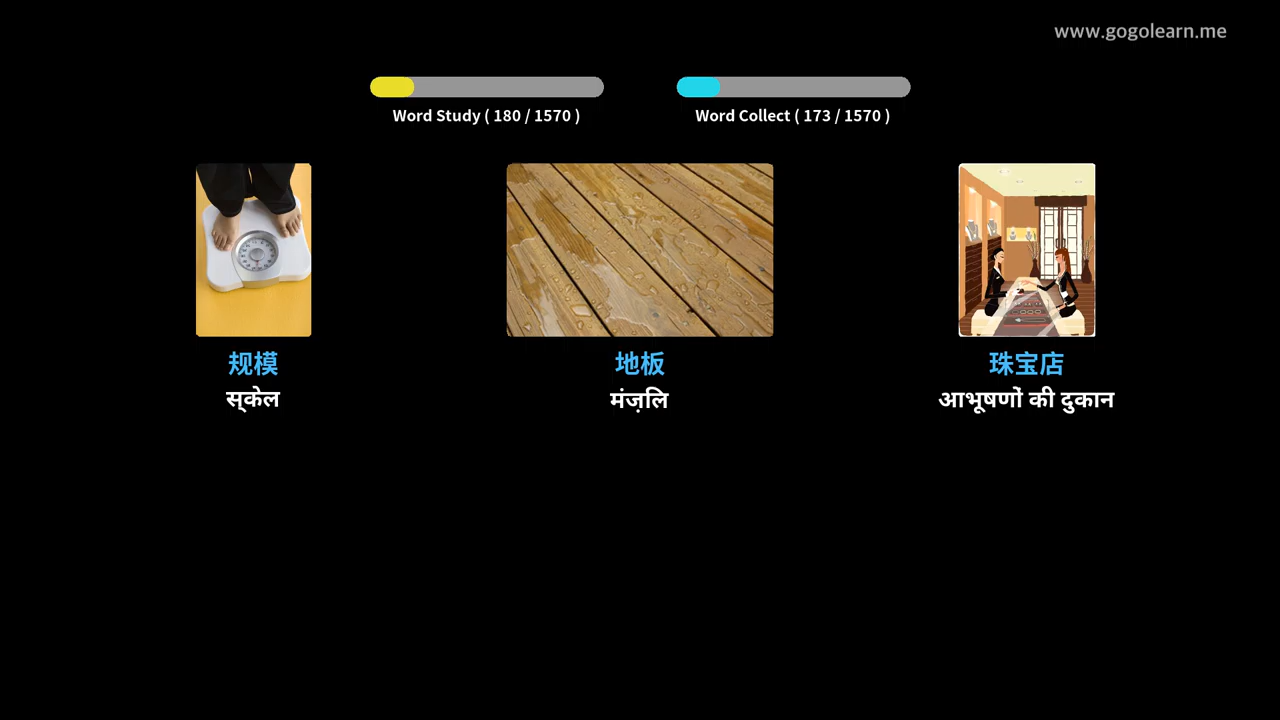 www.gogolearn.me
Word Study ( 180 / 1570 )
Word Collect ( 173 / 1570 )
规模
स्केल
地板
मंज़लि
珠宝店
आभूषणों की दुकान